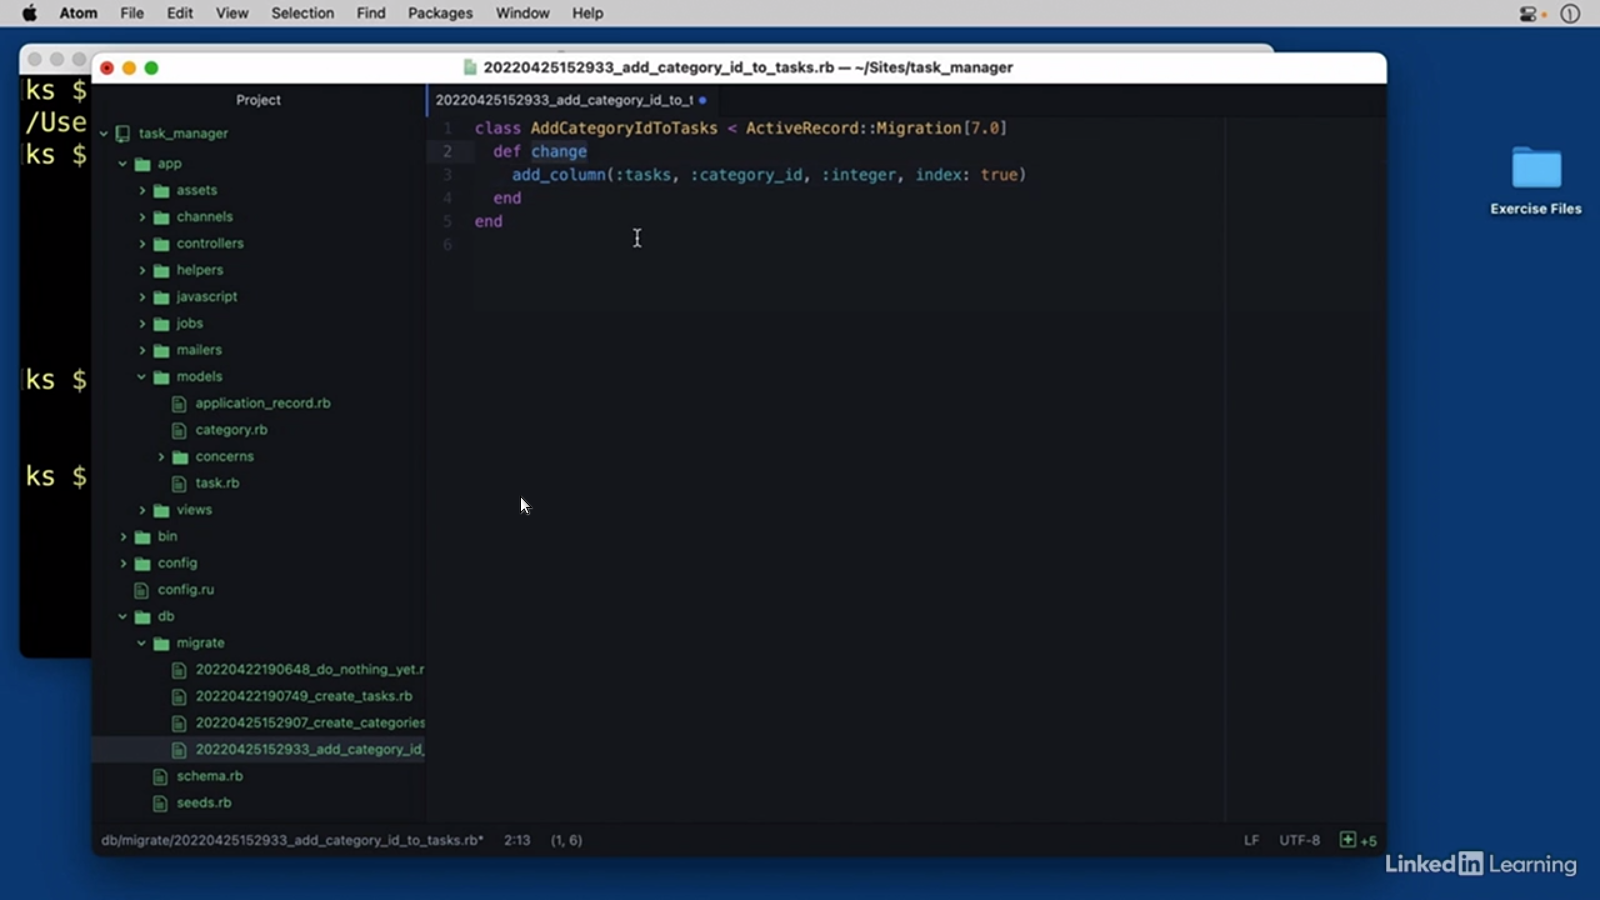 Atom File Edit View Selection Find Packages Window Help
ks $
/Use
ks $
ks $
ks $
20220425152933_add_category_id_to_tasks.rb — ~/Sites/task_manager
Project
task_manager
app
assets
channels
controllers
helpers
javascript
jobs
mailers
models
application_record.rb
category.rb
concerns
task.rb
views
bin
config
config.ru
db
migrate
20220422190648_do_nothing_yet.r
20220422190749_create_tasks.rb
20220425152907_create_categories
20220425152933_add_category_id_
schema.rb
seeds.rb
20220425152933_add_category_id_to_t
1 class AddCategoryIdToTasks < ActiveRecord::Migration[7.0]
2 def change
3 add_column(:tasks, :category_id, :integer, index: true)
4 end
5 end
6
db/migrate/20220425152933_add_category_id_to_tasks.rb* 2:13 (1, 6) LF UTF-8 +5
Exercise Files
Linked in Learning